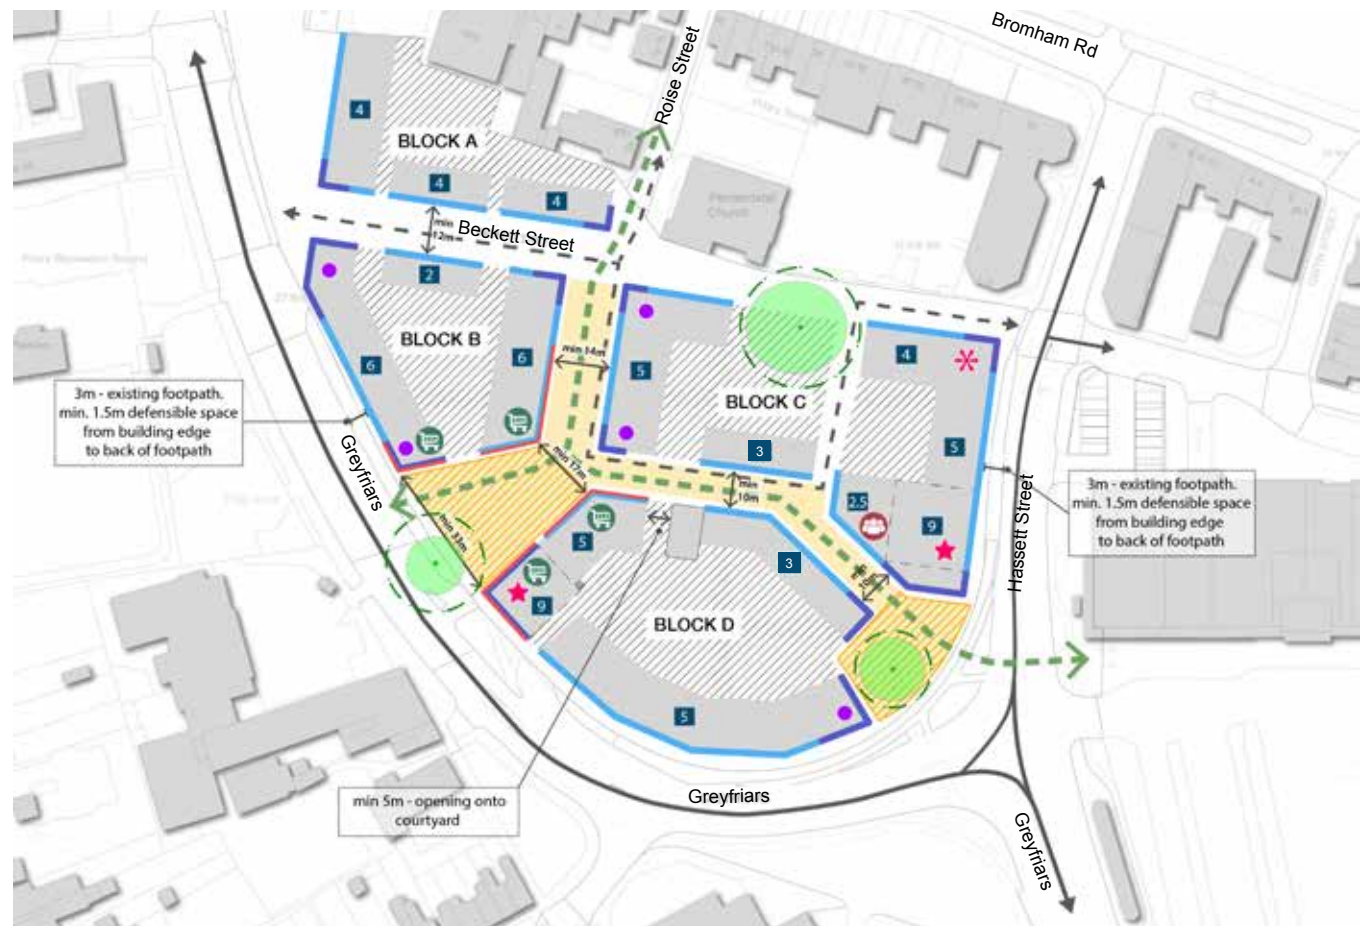 Bromham Rd
Roise Street
4
BLOCK A
4
4
Pentecostal
Church
min
12m
Beckett Street
2
BLOCK B
6
6
min 14m
5
BLOCK C
3
4
5
2.5
9
3m - existing footpath.
min. 1.5m defensible space
from building edge
to back of footpath
Greyfriars
min 17m
min
10m
min 33m
3m - existing footpath.
min. 1.5m defensible space
from building edge
to back of footpath
Hassett Street
5
3
9
BLOCK D
5
min 5m - opening onto
courtyard
Greyfriars
Greyfriars